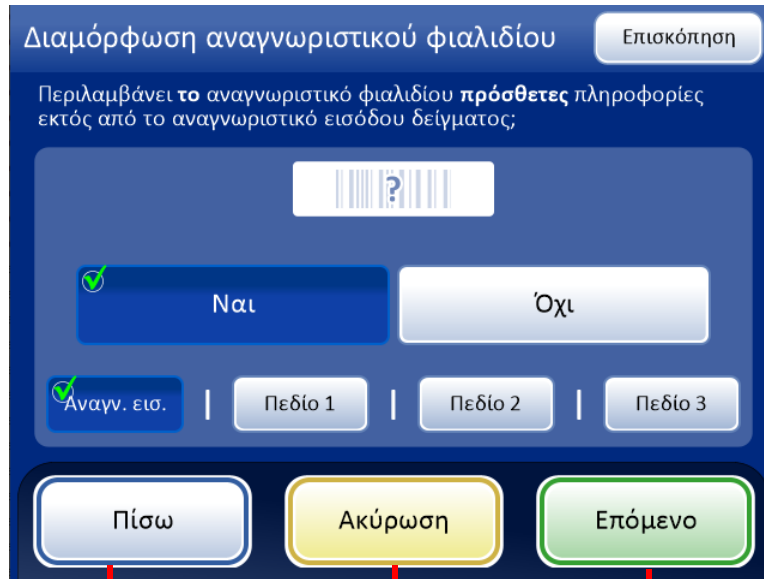 Διαμόρφωση αναγνωριστικού φιαλιδίου
Επισκόπηση
Περιλαμβάνει το αναγνωριστικό φιαλιδίου πρόσθετες πληροφορίες
εκτός από το αναγνωριστικό εισόδου δείγματος;
?
Ναι
Όχι
Αναγν. εισ. | Πεδίο 1 | Πεδίο 2 | Πεδίο 3
Πίσω
Ακύρωση
Επόμενο